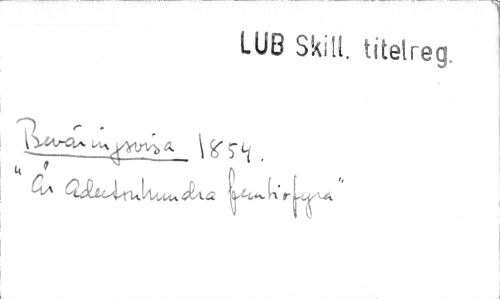 LUB Skill. titelreg.
Beväringsvisa 1854.
"År Adertonhundra femtiofyra"